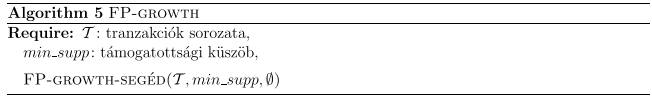 Algorithm 5 FP-GROWTH
Require: 𝒯: tranzakciók sorozata,
min_supp: támogatottsági küszöb,
FP-GROWTH-SEGÉD(𝒯, min_supp, ∅)